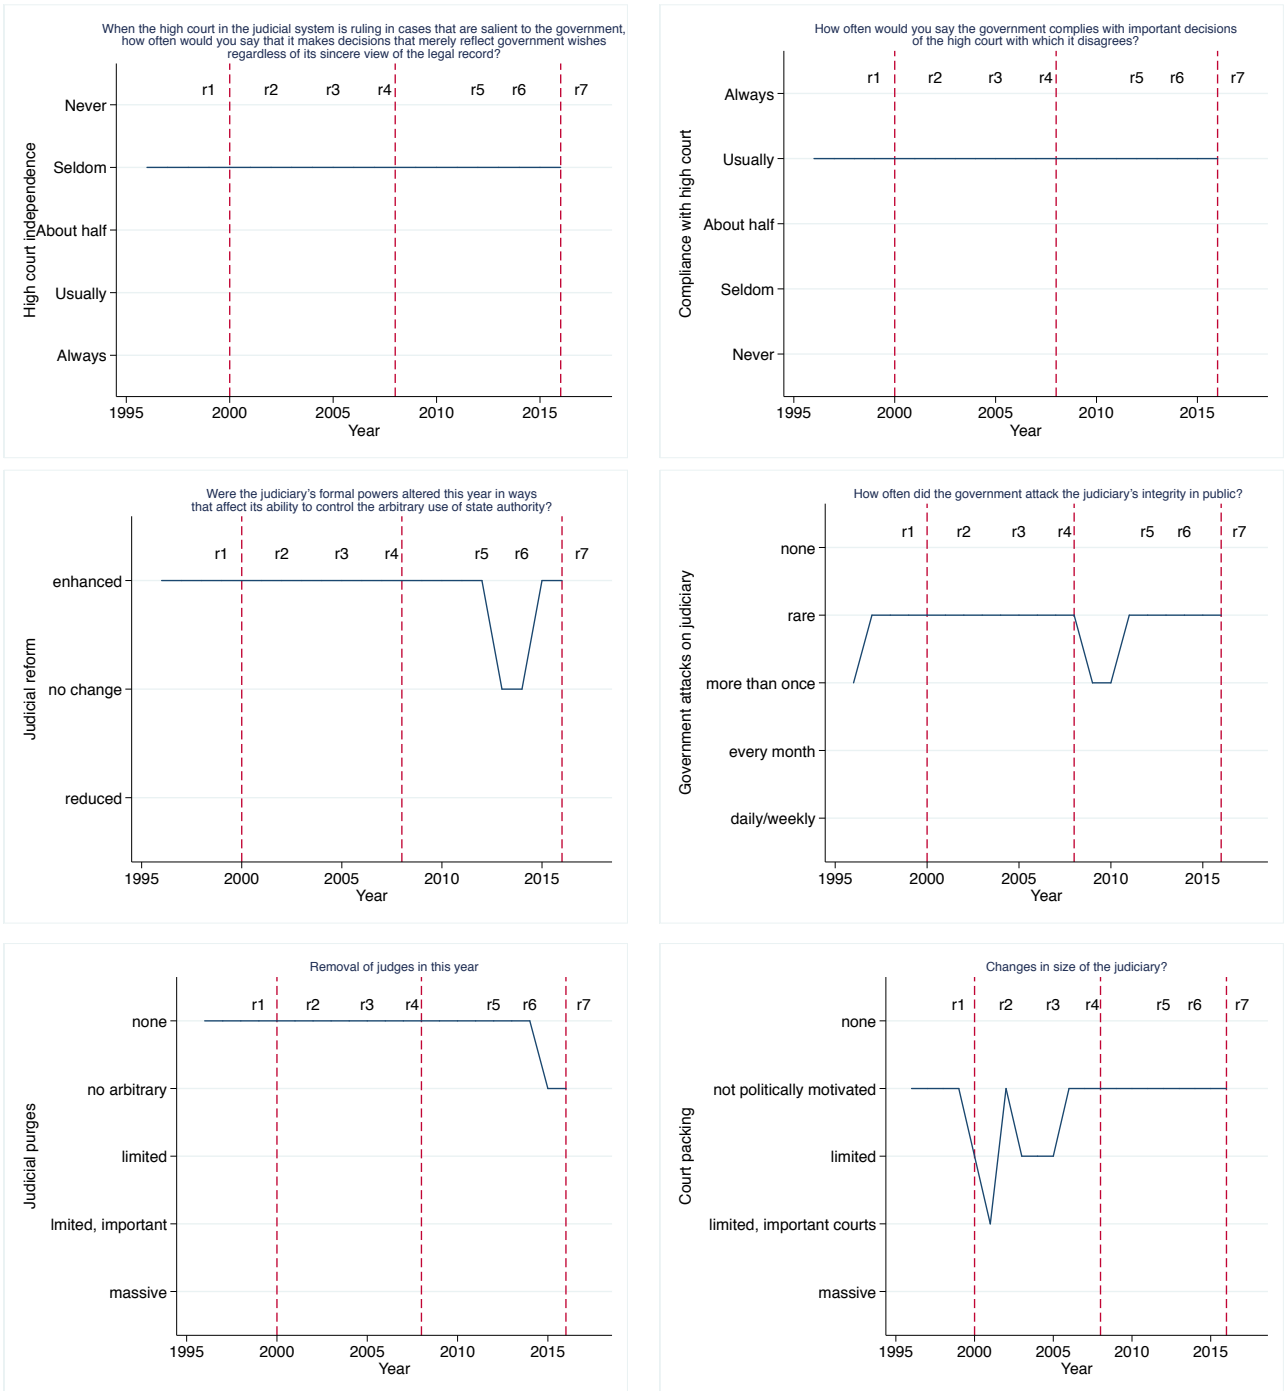 When the high court in the judicial system is ruling in cases that are salient to the government,
how often would you say that it makes decisions that merely reflect government wishes
regardless of its sincere view of the legal record?
r1 r2 r3 r4 r5 r6 r7
High court independence
Never
Seldom
About half
Usually
Always
1995 2000 2005 2010 2015
Year
How often would you say the government complies with important decisions
of the high court with which it disagrees?
r1 r2 r3 r4 r5 r6 r7
Compliance with high court
Always
Usually
About half
Seldom
Never
1995 2000 2005 2010 2015
Year
Were the judiciary's formal powers altered this year in ways
that affect its ability to control the arbitrary use of state authority?
r1 r2 r3 r4 r5 r6 r7
Judicial reform
enhanced
no change
reduced
1995 2000 2005 2010 2015
Year
How often did the government attack the judiciary's integrity in public?
r1 r2 r3 r4 r5 r6 r7
Government attacks on judiciary
none
rare
more than once
every month
daily/weekly
1995 2000 2005 2010 2015
Year
Removal of judges in this year
r1 r2 r3 r4 r5 r6 r7
Judicial purges
none
no arbitrary
limited
lmited, important
massive
1995 2000 2005 2010 2015
Year
Changes in size of the judiciary?
r1 r2 r3 r4 r5 r6 r7
Court packing
none
not politically motivated
limited
limited, important courts
massive
1995 2000 2005 2010 2015
Year